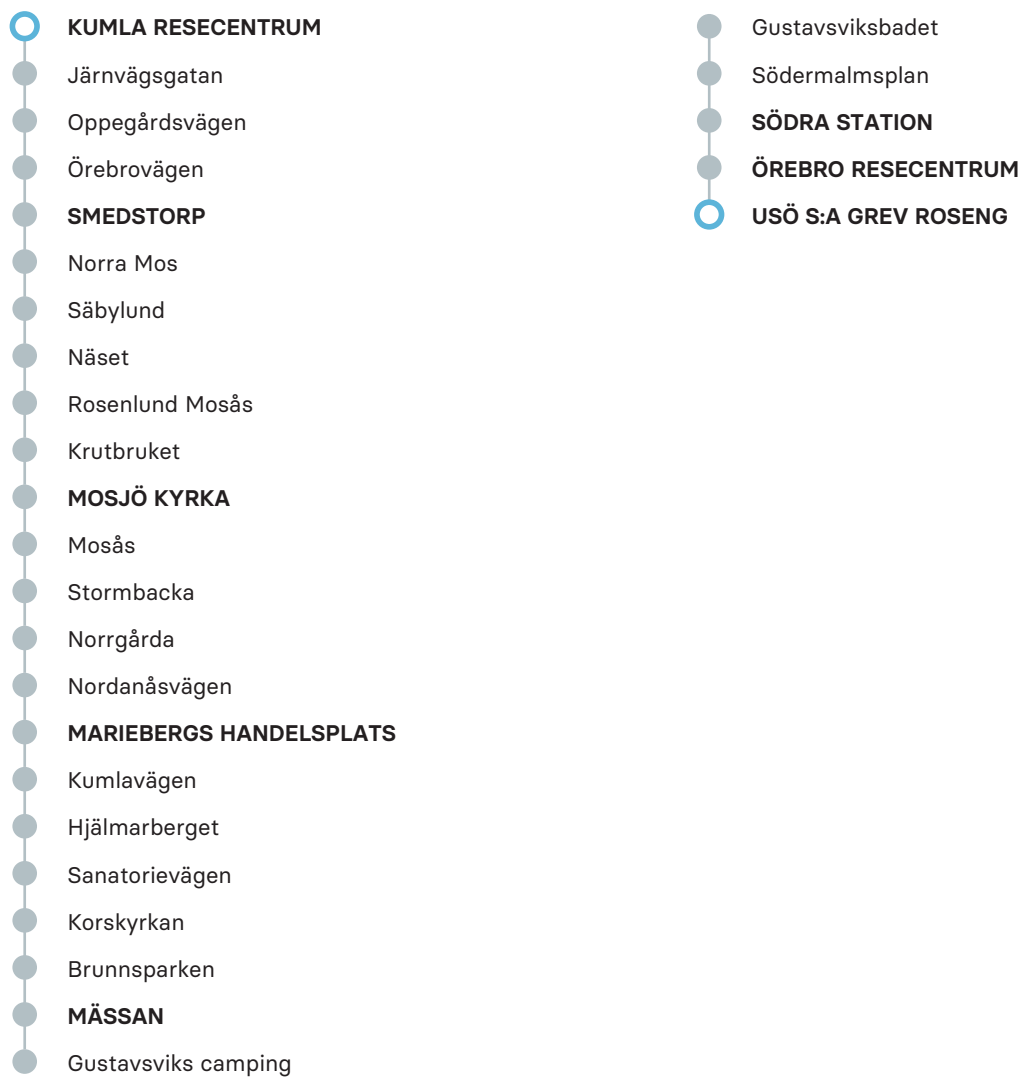 KUMLA RESECENTRUM
Järnvägsgatan
Oppegårdsvägen
Örebrovägen
SMEDSTORP
Norra Mos
Säbylund
Näset
Rosenlund Mosås
Krutbruket
MOSJÖ KYRKA
Mosås
Stormbacka
Norrgårda
Nordanåsvägen
MARIEBERGS HANDELSPLATS
Kumlavägen
Hjälmarberget
Sanatorievägen
Korskyrkan
Brunnsparken
MÄSSAN
Gustavsviks camping
Gustavsviksbadet
Södermalmsplan
SÖDRA STATION
ÖREBRO RESECENTRUM
USÖ S:A GREV ROSENG